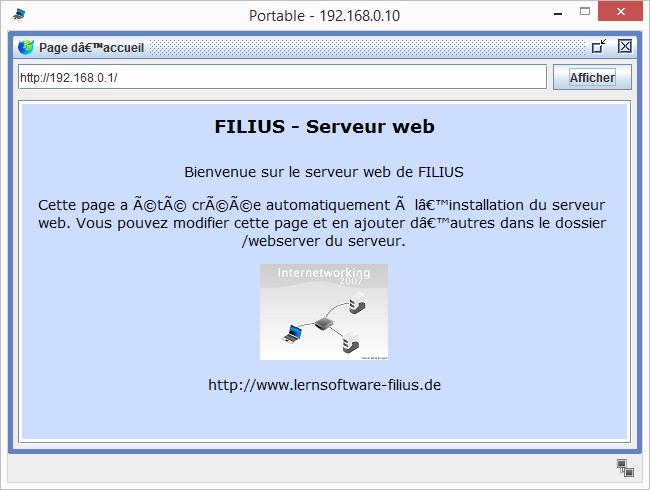 Portable - 192.168.0.10
Page dâ€™accueil
http://192.168.0.1/
Afficher
FILIUS - Serveur web
Bienvenue sur le serveur web de FILIUS
Cette page a Ã©tÃ© crÃ©Ã©e automatiquement Ã  lâ€™installation du serveur
web. Vous pouvez modifier cette page et en ajouter dâ€™autres dans le dossier
/webserver du serveur.
Internetworking
2007
http://www.lernsoftware-filius.de